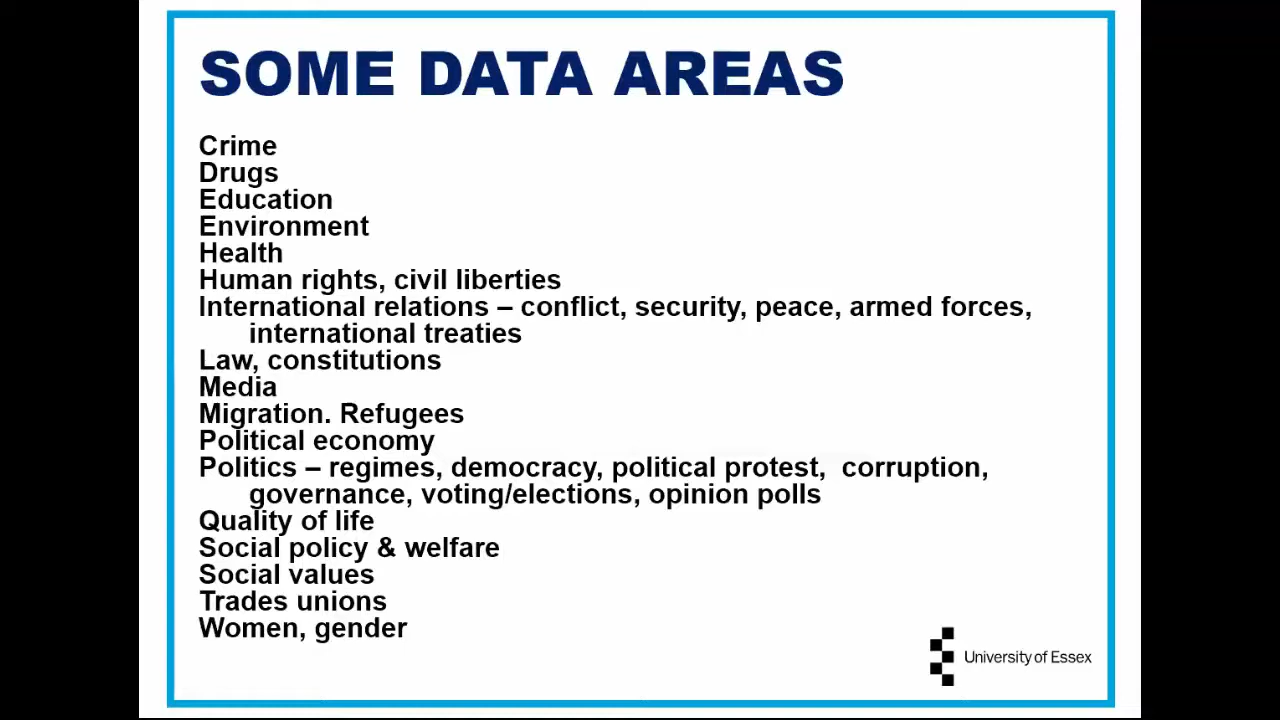 SOME DATA AREAS
Crime
Drugs
Education
Environment
Health
Human rights, civil liberties
International relations – conflict, security, peace, armed forces,
international treaties
Law, constitutions
Media
Migration. Refugees
Political economy
Politics – regimes, democracy, political protest,  corruption,
governance, voting/elections, opinion polls
Quality of life
Social policy & welfare
Social values
Trades unions
Women, gender
University of Essex